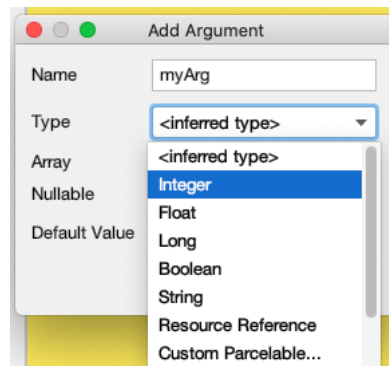 Add Argument
Name myArg
Type <inferred type>
Array <inferred type>
Nullable Integer
Float
Default Value Long
Boolean
String
Resource Reference
Custom Parcelable...